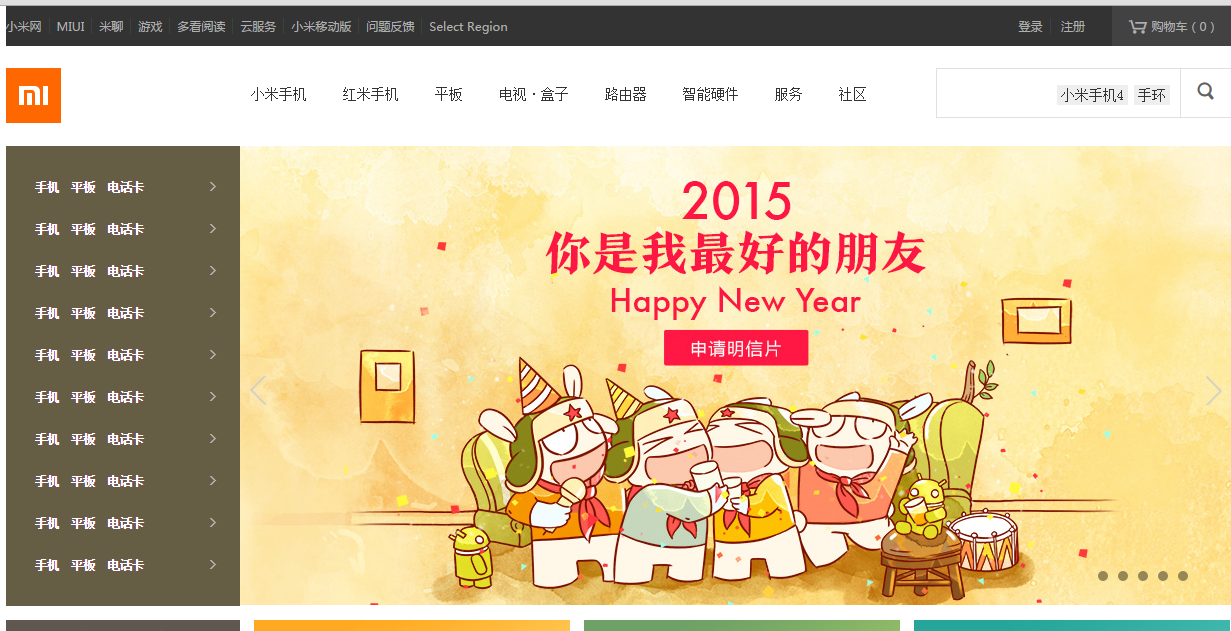 小米网 MIUI 米聊 游戏 多看阅读 云服务 小米移动版 问题反馈 Select Region 登录 注册 购物车 ( 0 )
MI 小米手机 红米手机 平板 电视·盒子 路由器 智能硬件 服务 社区 小米手机4 手环
手机 平板 电话卡
手机 平板 电话卡
手机 平板 电话卡
手机 平板 电话卡
手机 平板 电话卡
手机 平板 电话卡
手机 平板 电话卡
手机 平板 电话卡
手机 平板 电话卡
手机 平板 电话卡
2015
你是我最好的朋友
Happy New Year
申请明信片